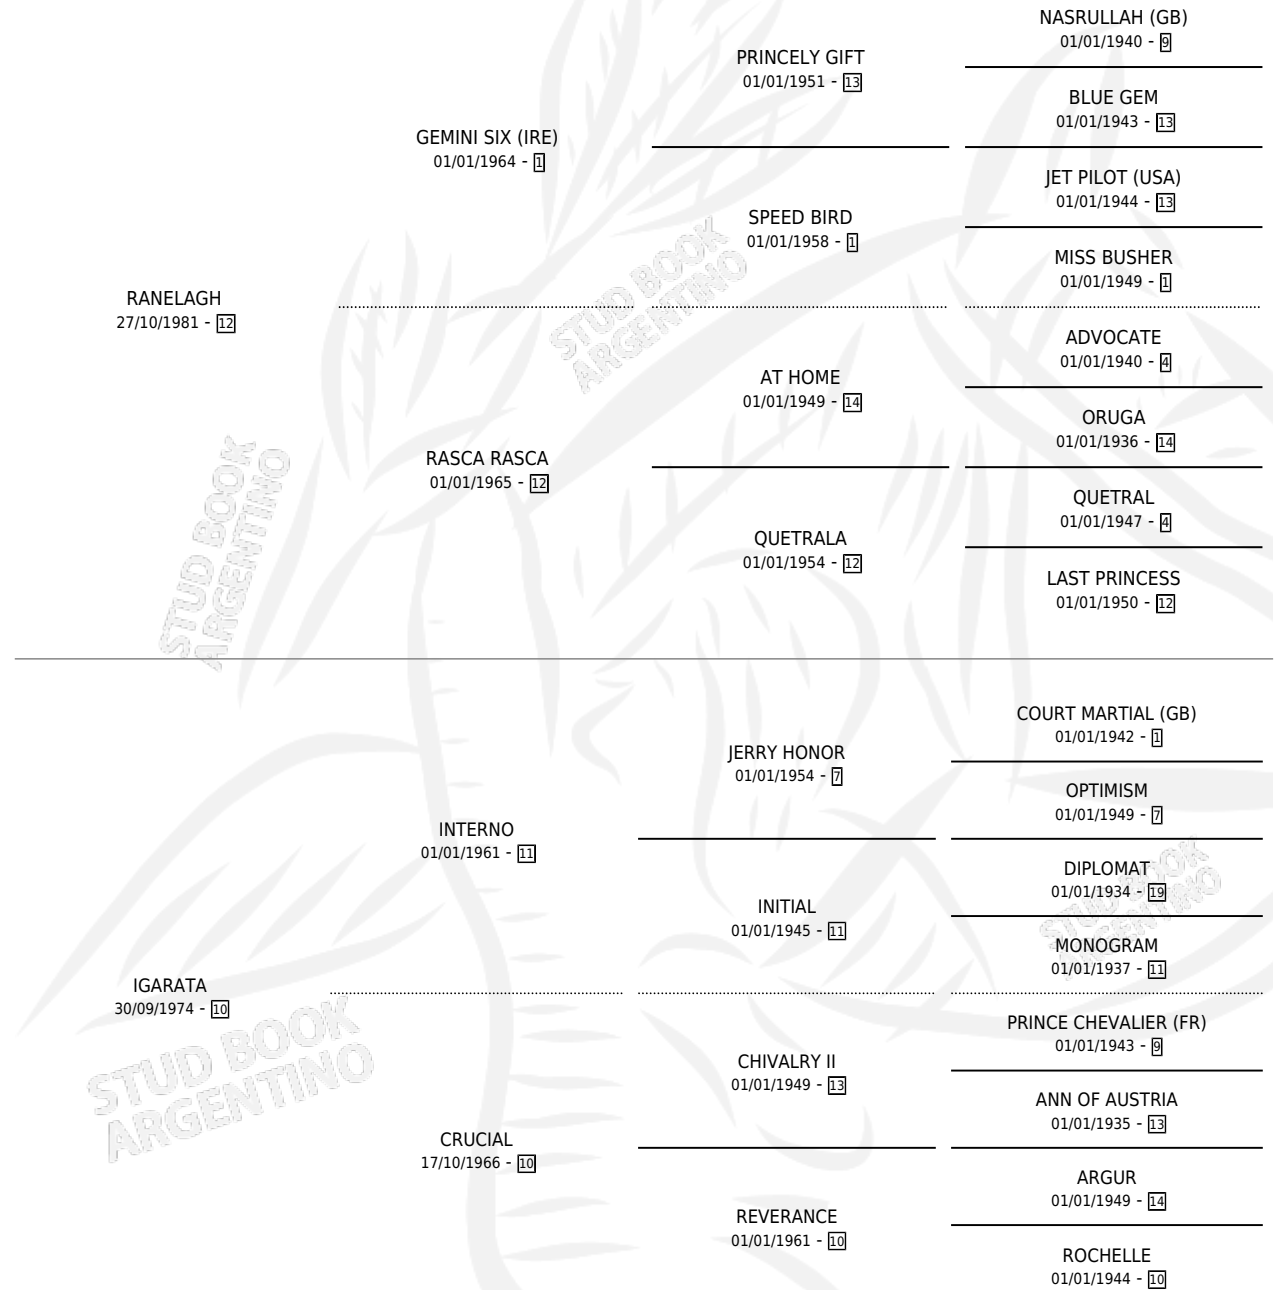 NASRULLAH (GB)
01/01/1940 - 9
PRINCELY GIFT
01/01/1951 - 13
BLUE GEM
01/01/1943 - 13
GEMINI SIX (IRE)
01/01/1964 - 1
JET PILOT (USA)
01/01/1944 - 13
SPEED BIRD
01/01/1958 - 1
MISS BUSHER
01/01/1949 - 1
RANELAGH
27/10/1981 - 12
ADVOCATE
01/01/1940 - 4
AT HOME
01/01/1949 - 14
ORUGA
01/01/1936 - 14
RASCA RASCA
01/01/1965 - 12
QUETRAL
01/01/1947 - 4
QUETRALA
01/01/1954 - 12
LAST PRINCESS
01/01/1950 - 12
STUD BOOK
ARGENTINO
STUD BOOK
ARGENTINO
COURT MARTIAL (GB)
01/01/1942 - 1
JERRY HONOR
01/01/1954 - 7
OPTIMISM
01/01/1949 - 7
INTERNO
01/01/1961 - 11
DIPLOMAT
01/01/1934 - 19
INITIAL
01/01/1945 - 11
MONOGRAM
01/01/1937 - 11
IGARATA
30/09/1974 - 10
PRINCE CHEVALIER (FR)
01/01/1943 - 9
CHIVALRY II
01/01/1949 - 13
ANN OF AUSTRIA
01/01/1935 - 13
CRUCIAL
17/10/1966 - 10
ARGUR
01/01/1949 - 14
REVERANCE
01/01/1961 - 10
ROCHELLE
01/01/1944 - 10
STUD BOOK
ARGENTINO
STUD BOOK
ARGENTINO